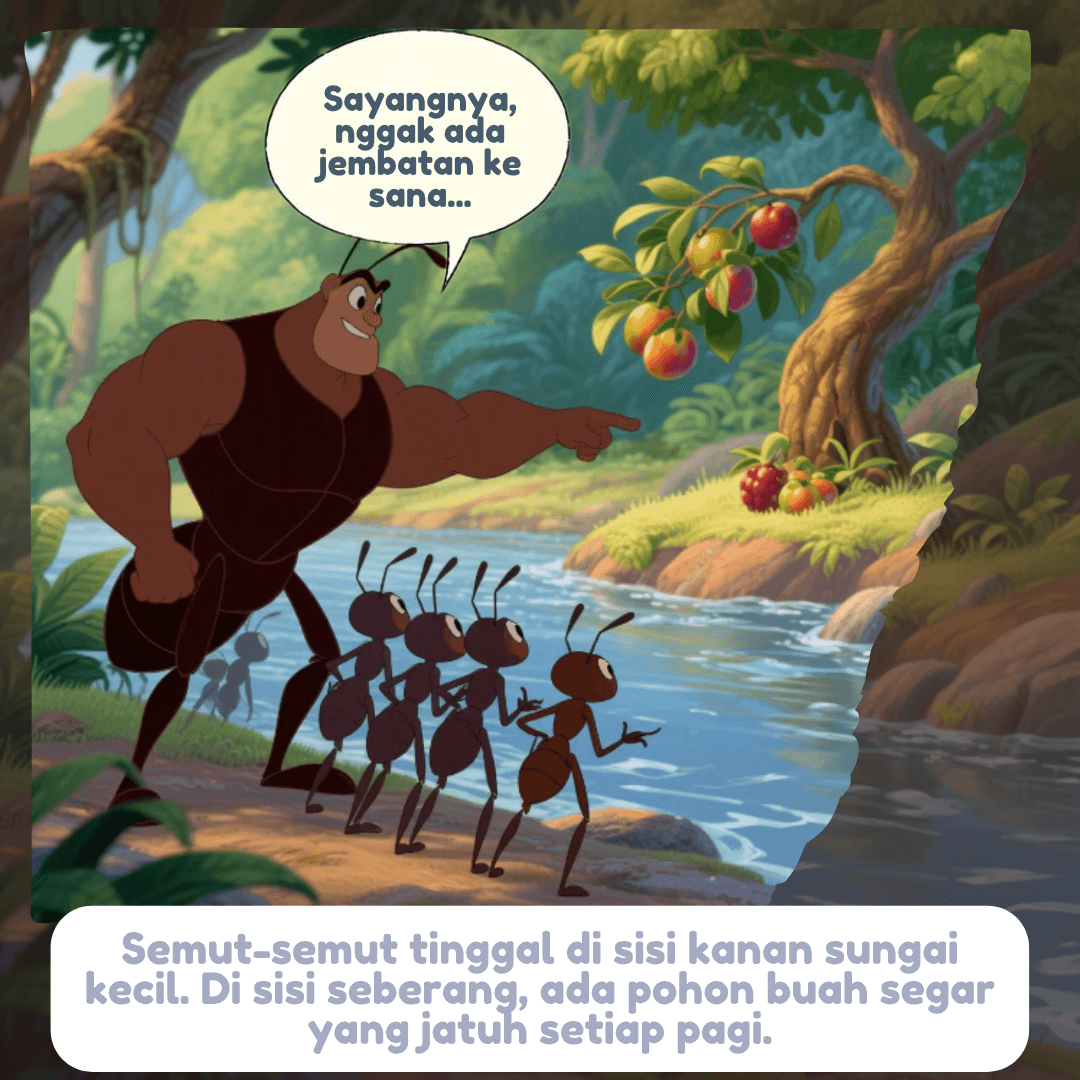 Sayangnya,
nggak ada
jembatan ke
sana...
Semut-semut tinggal di sisi kanan sungai
kecil. Di sisi seberang, ada pohon buah segar
yang jatuh setiap pagi.